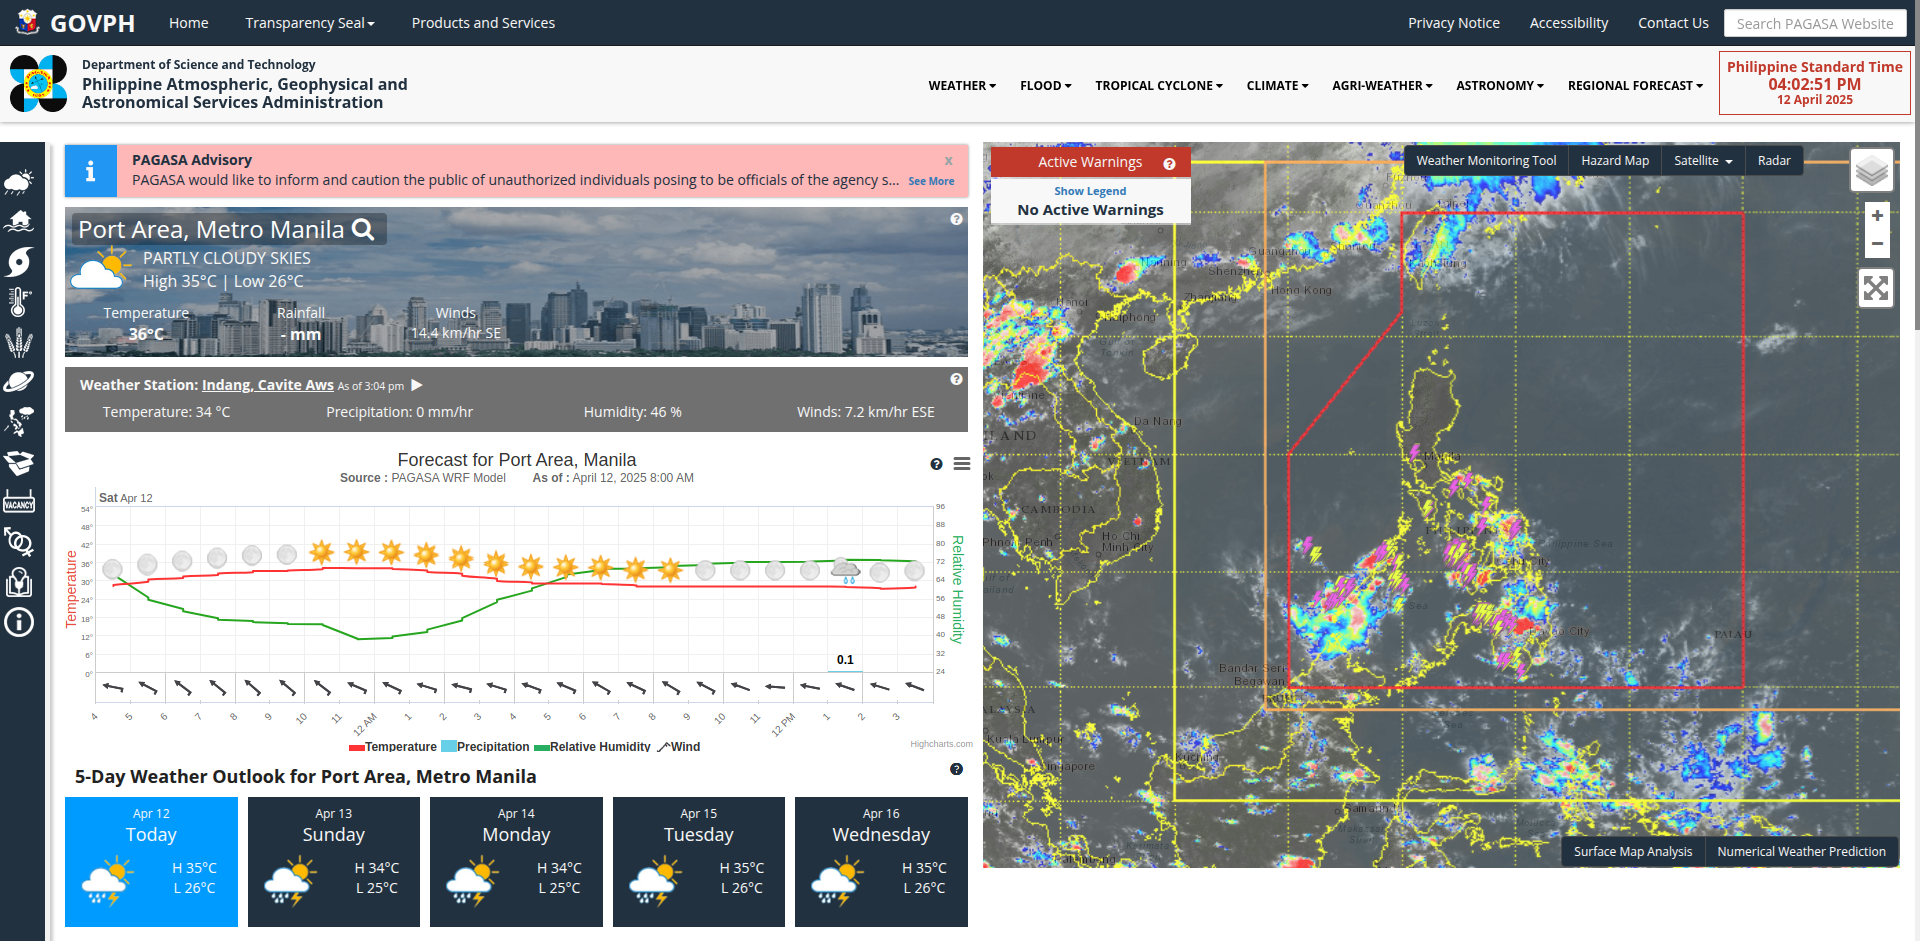 GOVPH
Home
Transparency Seal
Products and Services
Privacy Notice
Accessibility
Contact Us
Search PAGASA Website
Department of Science and Technology
Philippine Atmospheric, Geophysical and
Astronomical Services Administration
WEATHER
FLOOD
TROPICAL CYCLONE
CLIMATE
AGRI-WEATHER
ASTRONOMY
REGIONAL FORECAST
Philippine Standard Time
04:02:51 PM
12 April 2025
PAGASA Advisory
x
PAGASA would like to inform and caution the public of unauthorized individuals posing to be officials of the agency s... See More
Port Area, Metro Manila
PARTLY CLOUDY SKIES
High 35°C | Low 26°C
Temperature
Rainfall
Winds
36°C
- mm
14.4 km/hr SE
Weather Station: Indang, Cavite Aws As of 3:04 pm
Temperature: 34 °C
Precipitation: 0 mm/hr
Humidity: 46 %
Winds: 7.2 km/hr ESE
Forecast for Port Area, Manila
Source : PAGASA WRF Model As of : April 12, 2025 8:00 AM
Sat Apr 12
Temperature
54°
48°
42°
36°
30°
24°
18°
12°
6°
0°
Relative Humidity
96
88
80
72
64
56
48
40
32
24
0.1
4 5 6 7 8 9 10 11 12 AM 1 2 3 4 5 6 7 8 9 10 11 12 PM 1 2 3
Temperature Precipitation Relative Humidity Wind
Highcharts.com
5-Day Weather Outlook for Port Area, Metro Manila
Apr 12
Today
H 35°C
L 26°C
Apr 13
Sunday
H 34°C
L 25°C
Apr 14
Monday
H 34°C
L 25°C
Apr 15
Tuesday
H 35°C
L 26°C
Apr 16
Wednesday
H 35°C
L 26°C
VACANCY
Active Warnings
Show Legend
No Active Warnings
Weather Monitoring Tool
Hazard Map
Satellite
Radar
+
−
Nanning
Guangzhou
Shenzhen
Hong Kong
Zhanjiang
Hanoi
Haiphong
Da Nang
VIETNAM
CAMBODIA
Phnom Penh
Ho Chi
Minh City
Manila
Davao City
PALAU
Bandar Seri
Begawan
Kuala Lumpur
Singapore
Kuching
Surface Map Analysis
Numerical Weather Prediction